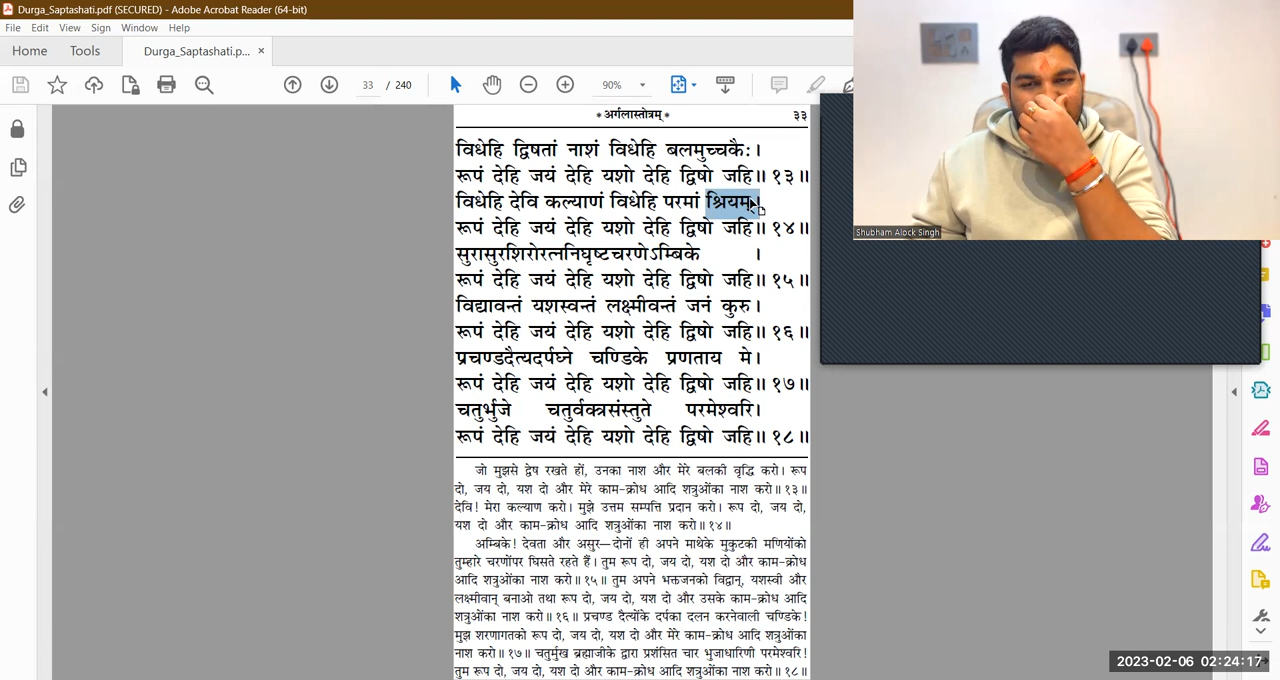 Durga_Saptashati.pdf (SECURED) - Adobe Acrobat Reader (64-bit)
File Edit View Sign Window Help
Home Tools Durga_Saptashati.p... ×
33 / 240 90%
* अर्गलास्तोत्रम् * ३३
विधेहि द्विषतां नाशं विधेहि बलमुच्चकैः।
रूपं देहि जयं देहि यशो देहि द्विषो जहि॥ १३॥
विधेहि देवि कल्याणं विधेहि परमां श्रियम्।
रूपं देहि जयं देहि यशो देहि द्विषो जहि॥ १४॥
सुरासुरशिरोरत्ननिघृष्टचरणेऽम्बिके ।
रूपं देहि जयं देहि यशो देहि द्विषो जहि॥ १५॥
विद्यावन्तं यशस्वन्तं लक्ष्मीवन्तं जनं कुरु।
रूपं देहि जयं देहि यशो देहि द्विषो जहि॥ १६॥
प्रचण्डदैत्यदर्पघ्ने चण्डिके प्रणताय मे।
रूपं देहि जयं देहि यशो देहि द्विषो जहि॥ १७॥
चतुर्भुजे चतुर्वक्त्रसंस्तुते परमेश्वरि।
रूपं देहि जयं देहि यशो देहि द्विषो जहि॥ १८॥
जो मुझसे द्वेष रखते हों, उनका नाश और मेरे बलकी वृद्धि करो। रूप
दो, जय दो, यश दो और मेरे काम-क्रोध आदि शत्रुओंका नाश करो॥ १३॥
देवि! मेरा कल्याण करो। मुझे उत्तम सम्पत्ति प्रदान करो। रूप दो, जय दो,
यश दो और काम-क्रोध आदि शत्रुओंका नाश करो॥ १४॥
अम्बिके! देवता और असुर—दोनों ही अपने माथेके मुकुटकी मणियोंको
तुम्हारे चरणोंपर घिसते रहते हैं। तुम रूप दो, जय दो, यश दो और काम-क्रोध
आदि शत्रुओंका नाश करो॥ १५॥ तुम अपने भक्तजनको विद्वान्, यशस्वी और
लक्ष्मीवान् बनाओ तथा रूप दो, जय दो, यश दो और उसके काम-क्रोध आदि
शत्रुओंका नाश करो॥ १६॥ प्रचण्ड दैत्योंके दर्पका दलन करनेवाली चण्डिके!
मुझ शरणागतको रूप दो, जय दो, यश दो और मेरे काम-क्रोध आदि शत्रुओंका
नाश करो॥ १७॥ चतुर्मुख ब्रह्माजीके द्वारा प्रशंसित चार भुजाधारिणी परमेश्वरि!
तुम रूप दो, जय दो, यश दो और काम-क्रोध आदि शत्रुओंका नाश करो॥ १८॥
Shubham Alock Singh
2023-02-06 02:24:17